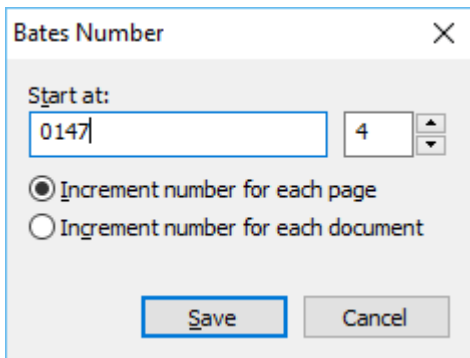 Bates Number
Start at:
0147 4
Increment number for each page
Increment number for each document
Save Cancel